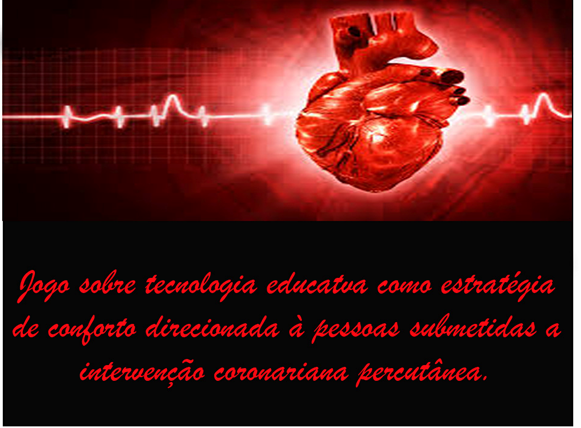 Jogo sobre tecnologia educatva como estratégia
de conforto direcionada à pessoas submetidas a
intervenção coronariana percutânea.